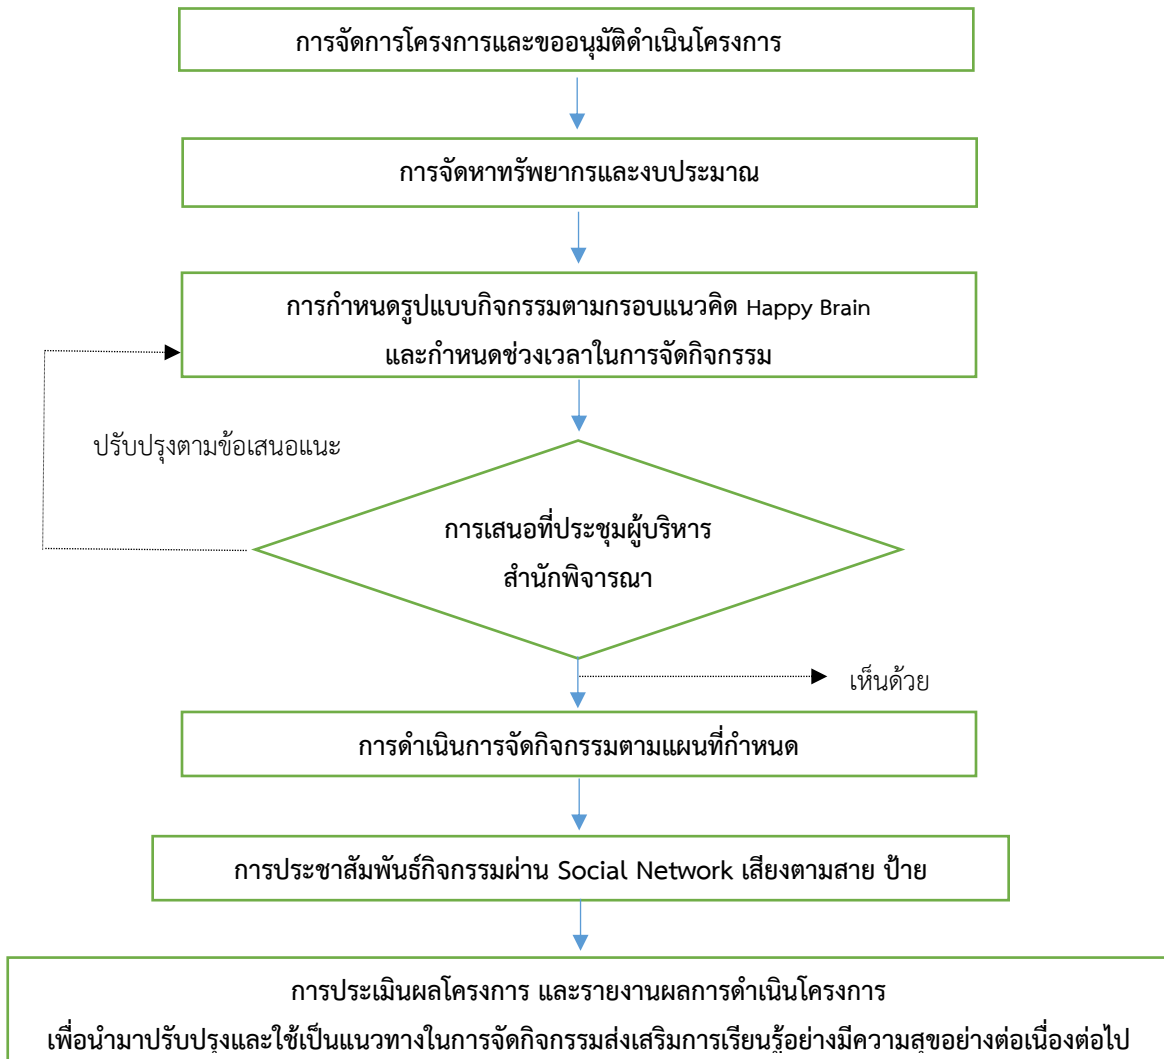 การจัดการโครงการและขออนุมัติดำเนินโครงการ
การจัดหาทรัพยากรและงบประมาณ
การกำหนดรูปแบบกิจกรรมตามกรอบแนวคิด Happy Brain
และกำหนดช่วงเวลาในการจัดกิจกรรม
ปรับปรุงตามข้อเสนอแนะ
การเสนอที่ประชุมผู้บริหาร
สำนักพิจารณา
เห็นด้วย
การดำเนินการจัดกิจกรรมตามแผนที่กำหนด
การประชาสัมพันธ์กิจกรรมผ่าน Social Network เสียงตามสาย ป้าย
การประเมินผลโครงการ และรายงานผลการดำเนินโครงการ
เพื่อนำมาปรับปรุงและใช้เป็นแนวทางในการจัดกิจกรรมส่งเสริมการเรียนรู้อย่างมีความสุขอย่างต่อเนื่องต่อไป